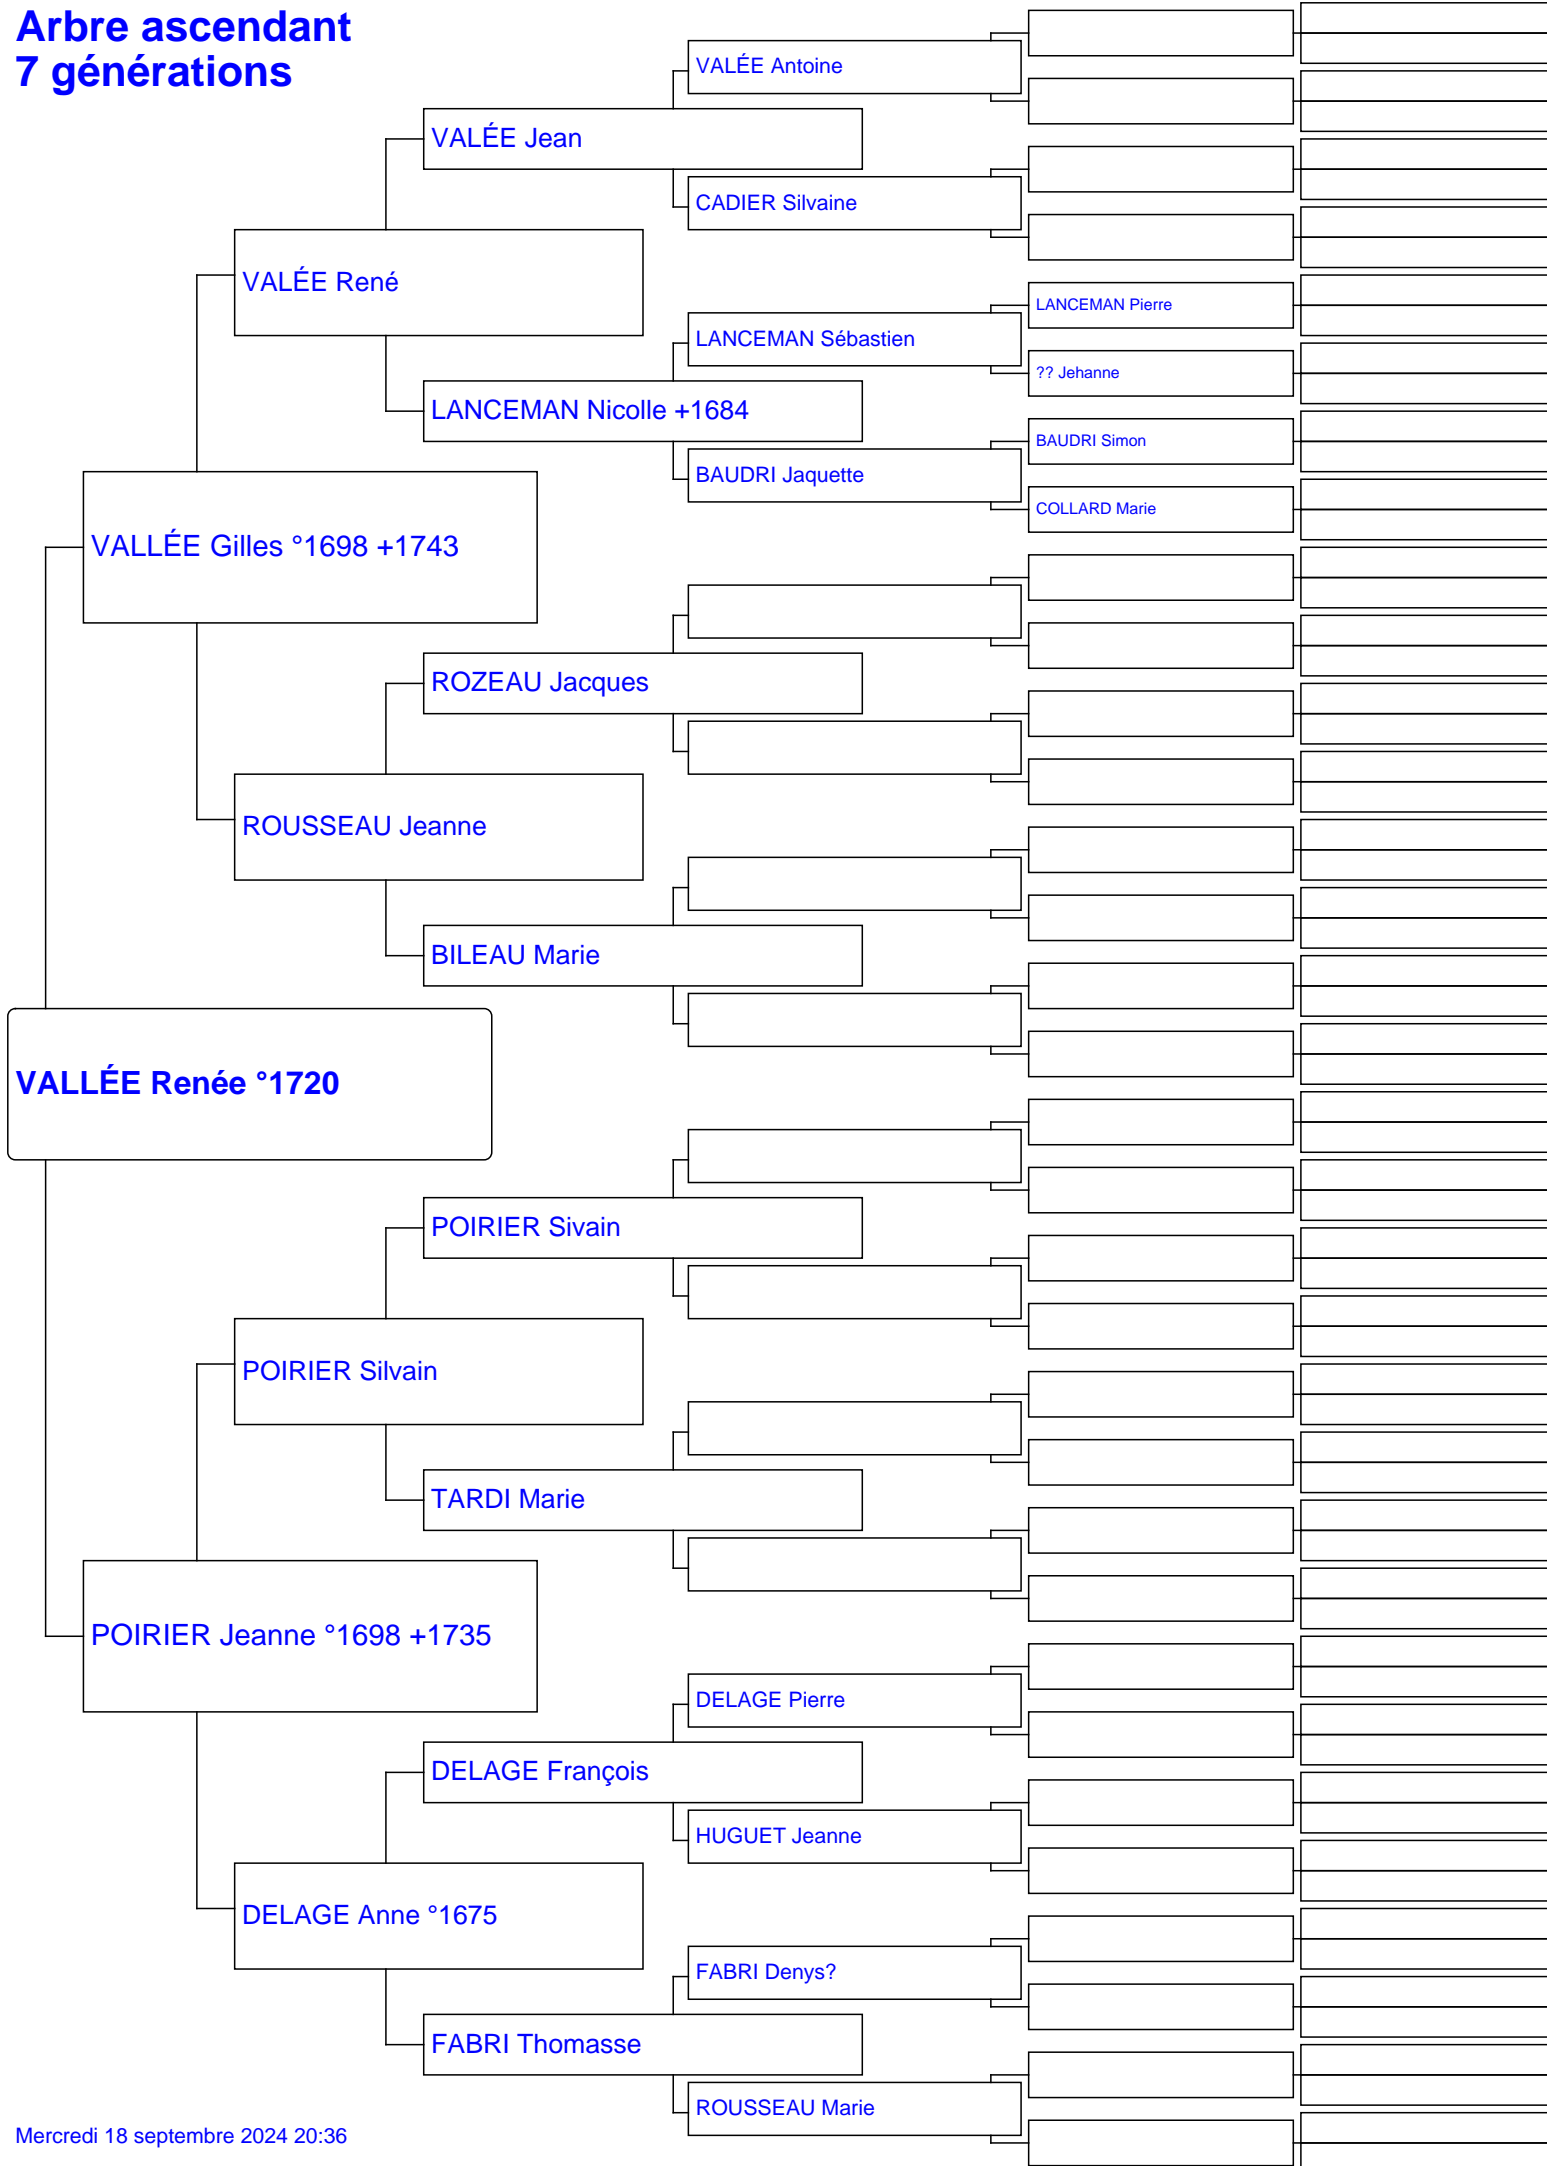 Arbre ascendant
7 générations
VALÉE Antoine
VALÉE Jean
CADIER Silvaine
VALÉE René
LANCEMAN Pierre
LANCEMAN Sébastien
?? Jehanne
LANCEMAN Nicolle +1684
BAUDRI Simon
BAUDRI Jaquette
COLLARD Marie
VALLÉE Gilles °1698 +1743
ROZEAU Jacques
ROUSSEAU Jeanne
BILEAU Marie
VALLÉE Renée °1720
POIRIER Sivain
POIRIER Silvain
TARDI Marie
POIRIER Jeanne °1698 +1735
DELAGE Pierre
DELAGE François
HUGUET Jeanne
DELAGE Anne °1675
FABRI Denys?
FABRI Thomasse
ROUSSEAU Marie
Mercredi 18 septembre 2024 20:36